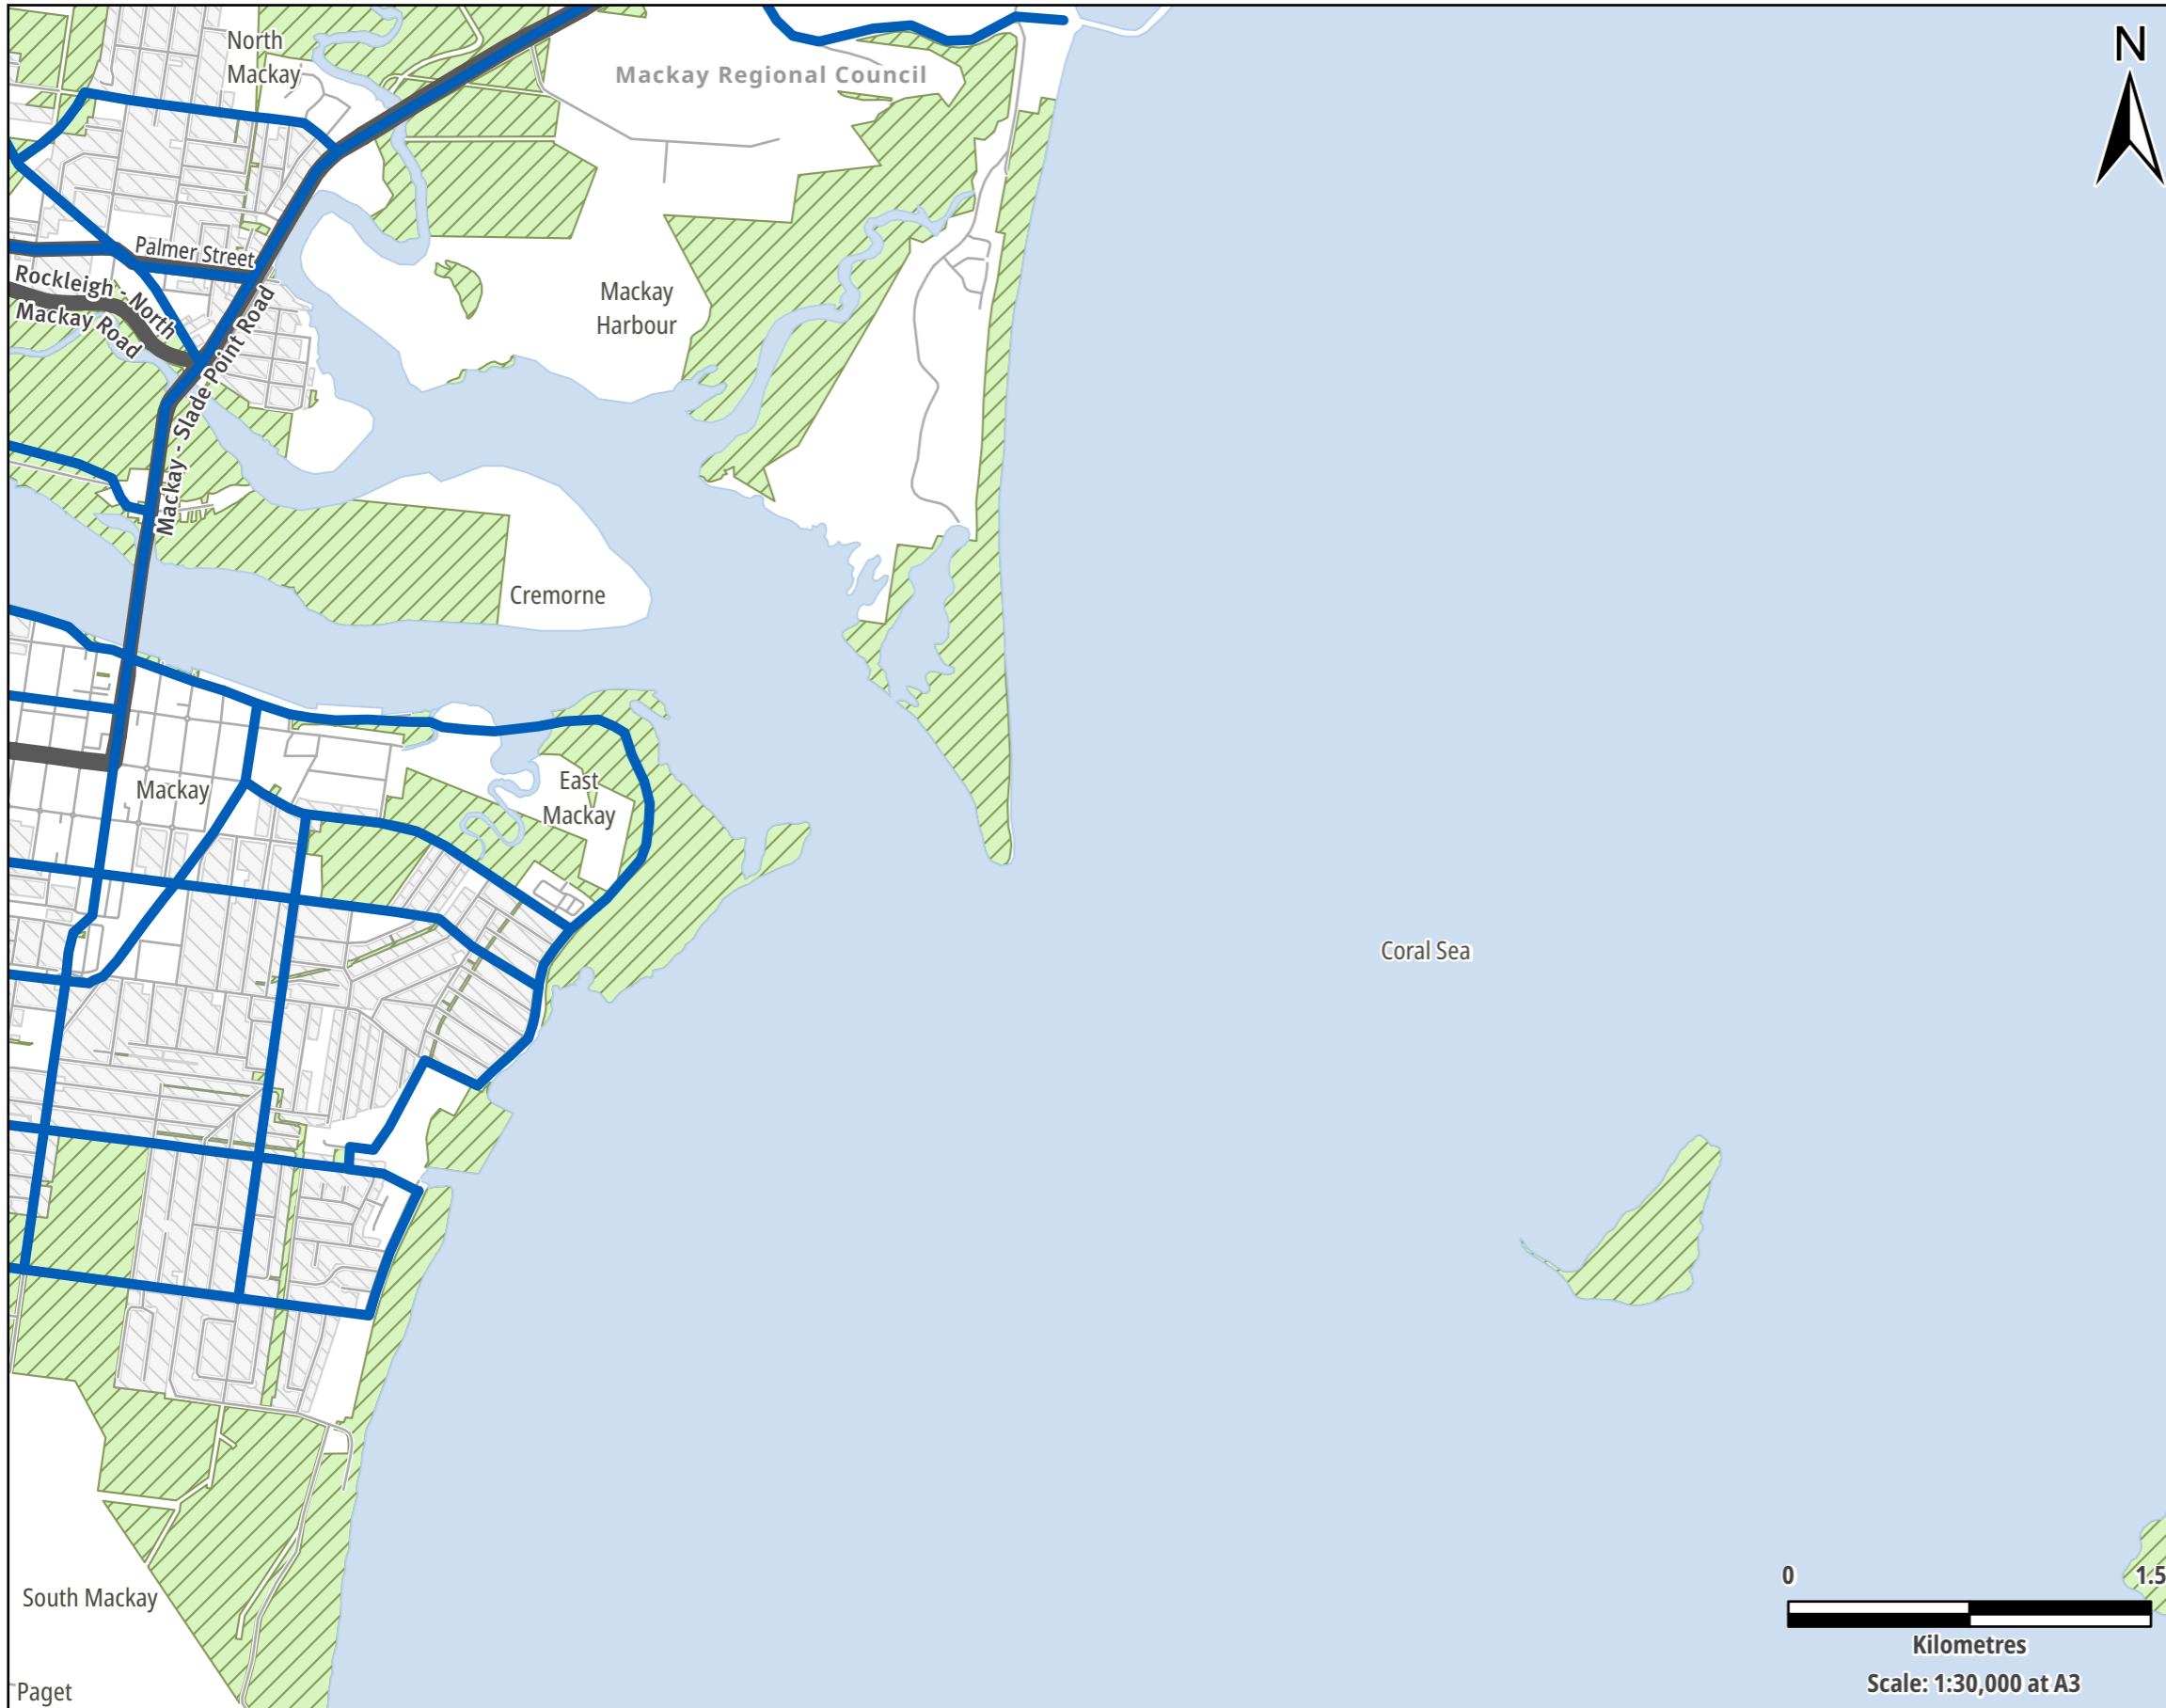 North
Mackay
Mackay Regional Council
N
Palmer Street
Rockleigh - North
Mackay Road
Mackay - Slade Point Road
Mackay
Harbour
Cremorne
Mackay
East
Mackay
Coral Sea
South Mackay
Paget
0
1.5
Kilometres
Scale: 1:30,000 at A3